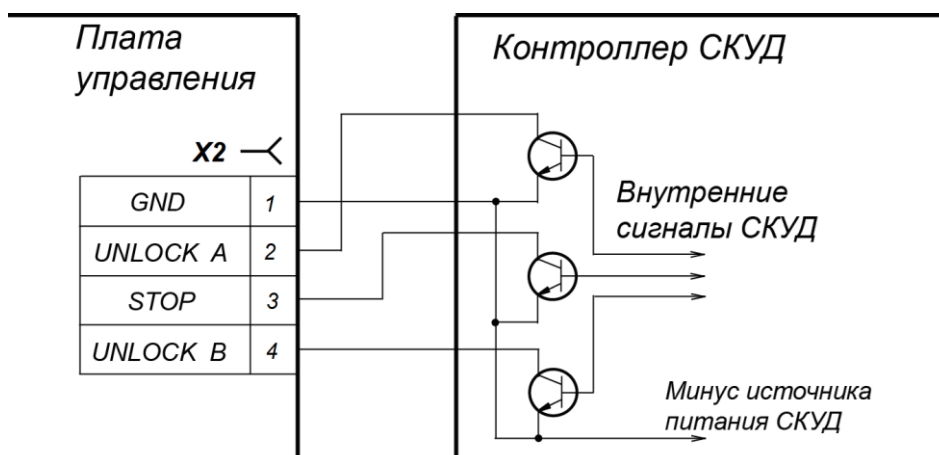 Плата
управления
Контроллер СКУД
X2
GND 1
UNLOCK A 2
STOP 3
UNLOCK B 4
Внутренние
сигналы СКУД
Минус источника
питания СКУД